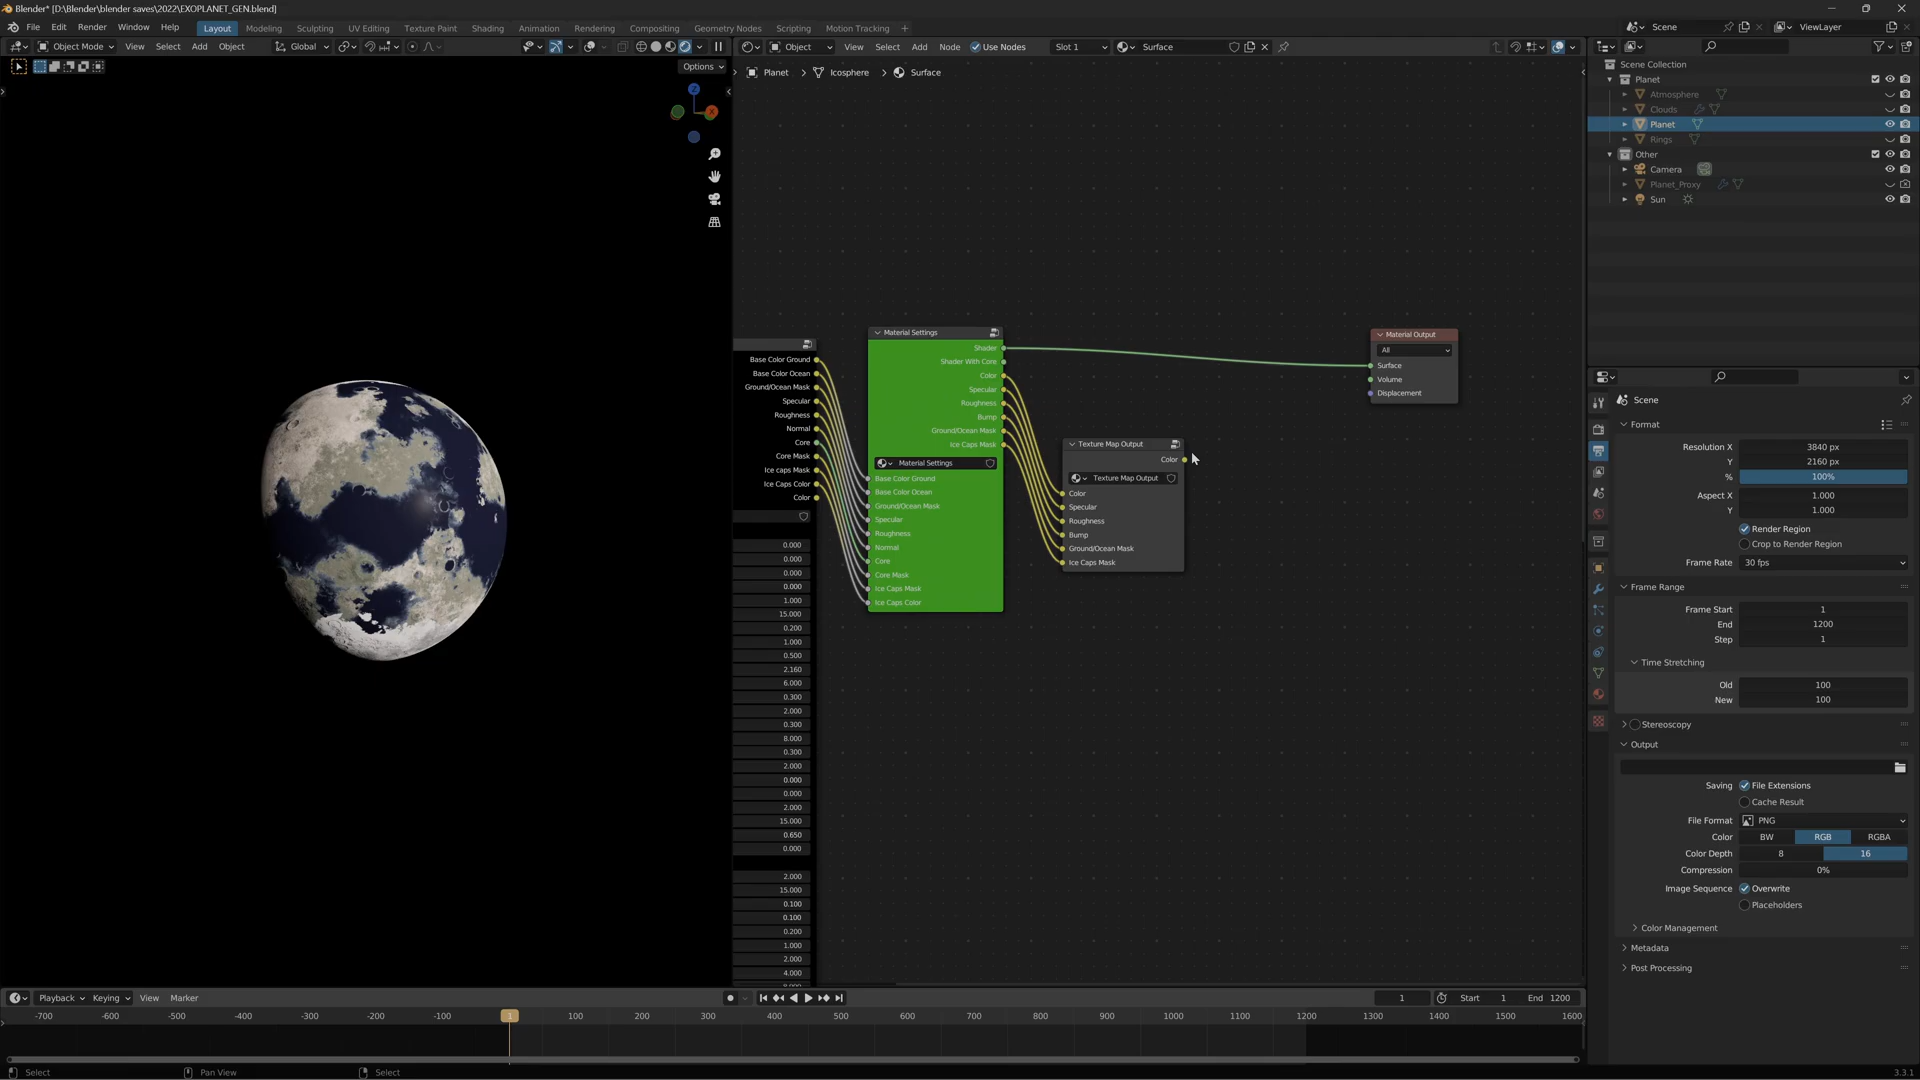 Blender* [D:\Blender\blender saves\2022\EXOPLANET_GEN.blend]
File Edit Render Window Help Layout Modeling Sculpting UV Editing Texture Paint Shading Animation Rendering Compositing Geometry Nodes Scripting Motion Tracking + Scene ViewLayer
Object Mode View Select Add Object Global
Options
Z
X
Object View Select Add Node Use Nodes Slot 1 Surface
Planet > Icosphere > Surface
Base Color Ground
Base Color Ocean
Ground/Ocean Mask
Specular
Roughness
Normal
Core
Core Mask
Ice caps Mask
Ice Caps Color
Color
0.000
0.000
0.000
0.000
1.000
15.000
0.200
1.000
0.500
2.160
6.000
0.300
2.000
0.300
8.000
0.300
2.000
0.000
0.000
2.000
15.000
0.650
0.000
2.000
15.000
0.100
0.100
0.200
1.000
2.000
4.000
Material Settings
Shader
Shader With Core
Color
Specular
Roughness
Bump
Ground/Ocean Mask
Ice Caps Mask
Material Settings
Base Color Ground
Base Color Ocean
Ground/Ocean Mask
Specular
Roughness
Normal
Core
Core Mask
Ice Caps Mask
Ice Caps Color
Texture Map Output
Color
Texture Map Output
Color
Specular
Roughness
Bump
Ground/Ocean Mask
Ice Caps Mask
Material Output
All
Surface
Volume
Displacement
Scene Collection
Planet
Atmosphere
Clouds
Planet
Rings
Other
Camera
Planet_Proxy
Sun
Scene
Format
Resolution X 3840 px
Y 2160 px
% 100%
Aspect X 1.000
Y 1.000
Render Region
Crop to Render Region
Frame Rate 30 fps
Frame Range
Frame Start 1
End 1200
Step 1
Time Stretching
Old 100
New 100
Stereoscopy
Output
Saving File Extensions
Cache Result
File Format PNG
Color BW RGB RGBA
Color Depth 8 16
Compression 0%
Image Sequence Overwrite
Placeholders
Color Management
Metadata
Post Processing
Playback Keying View Marker 1 Start 1 End 1200
-700 -600 -500 -400 -300 -200 -100 1 100 200 300 400 500 600 700 800 900 1000 1100 1200 1300 1400 1500 1600
Select Pan View Select 3.3.1